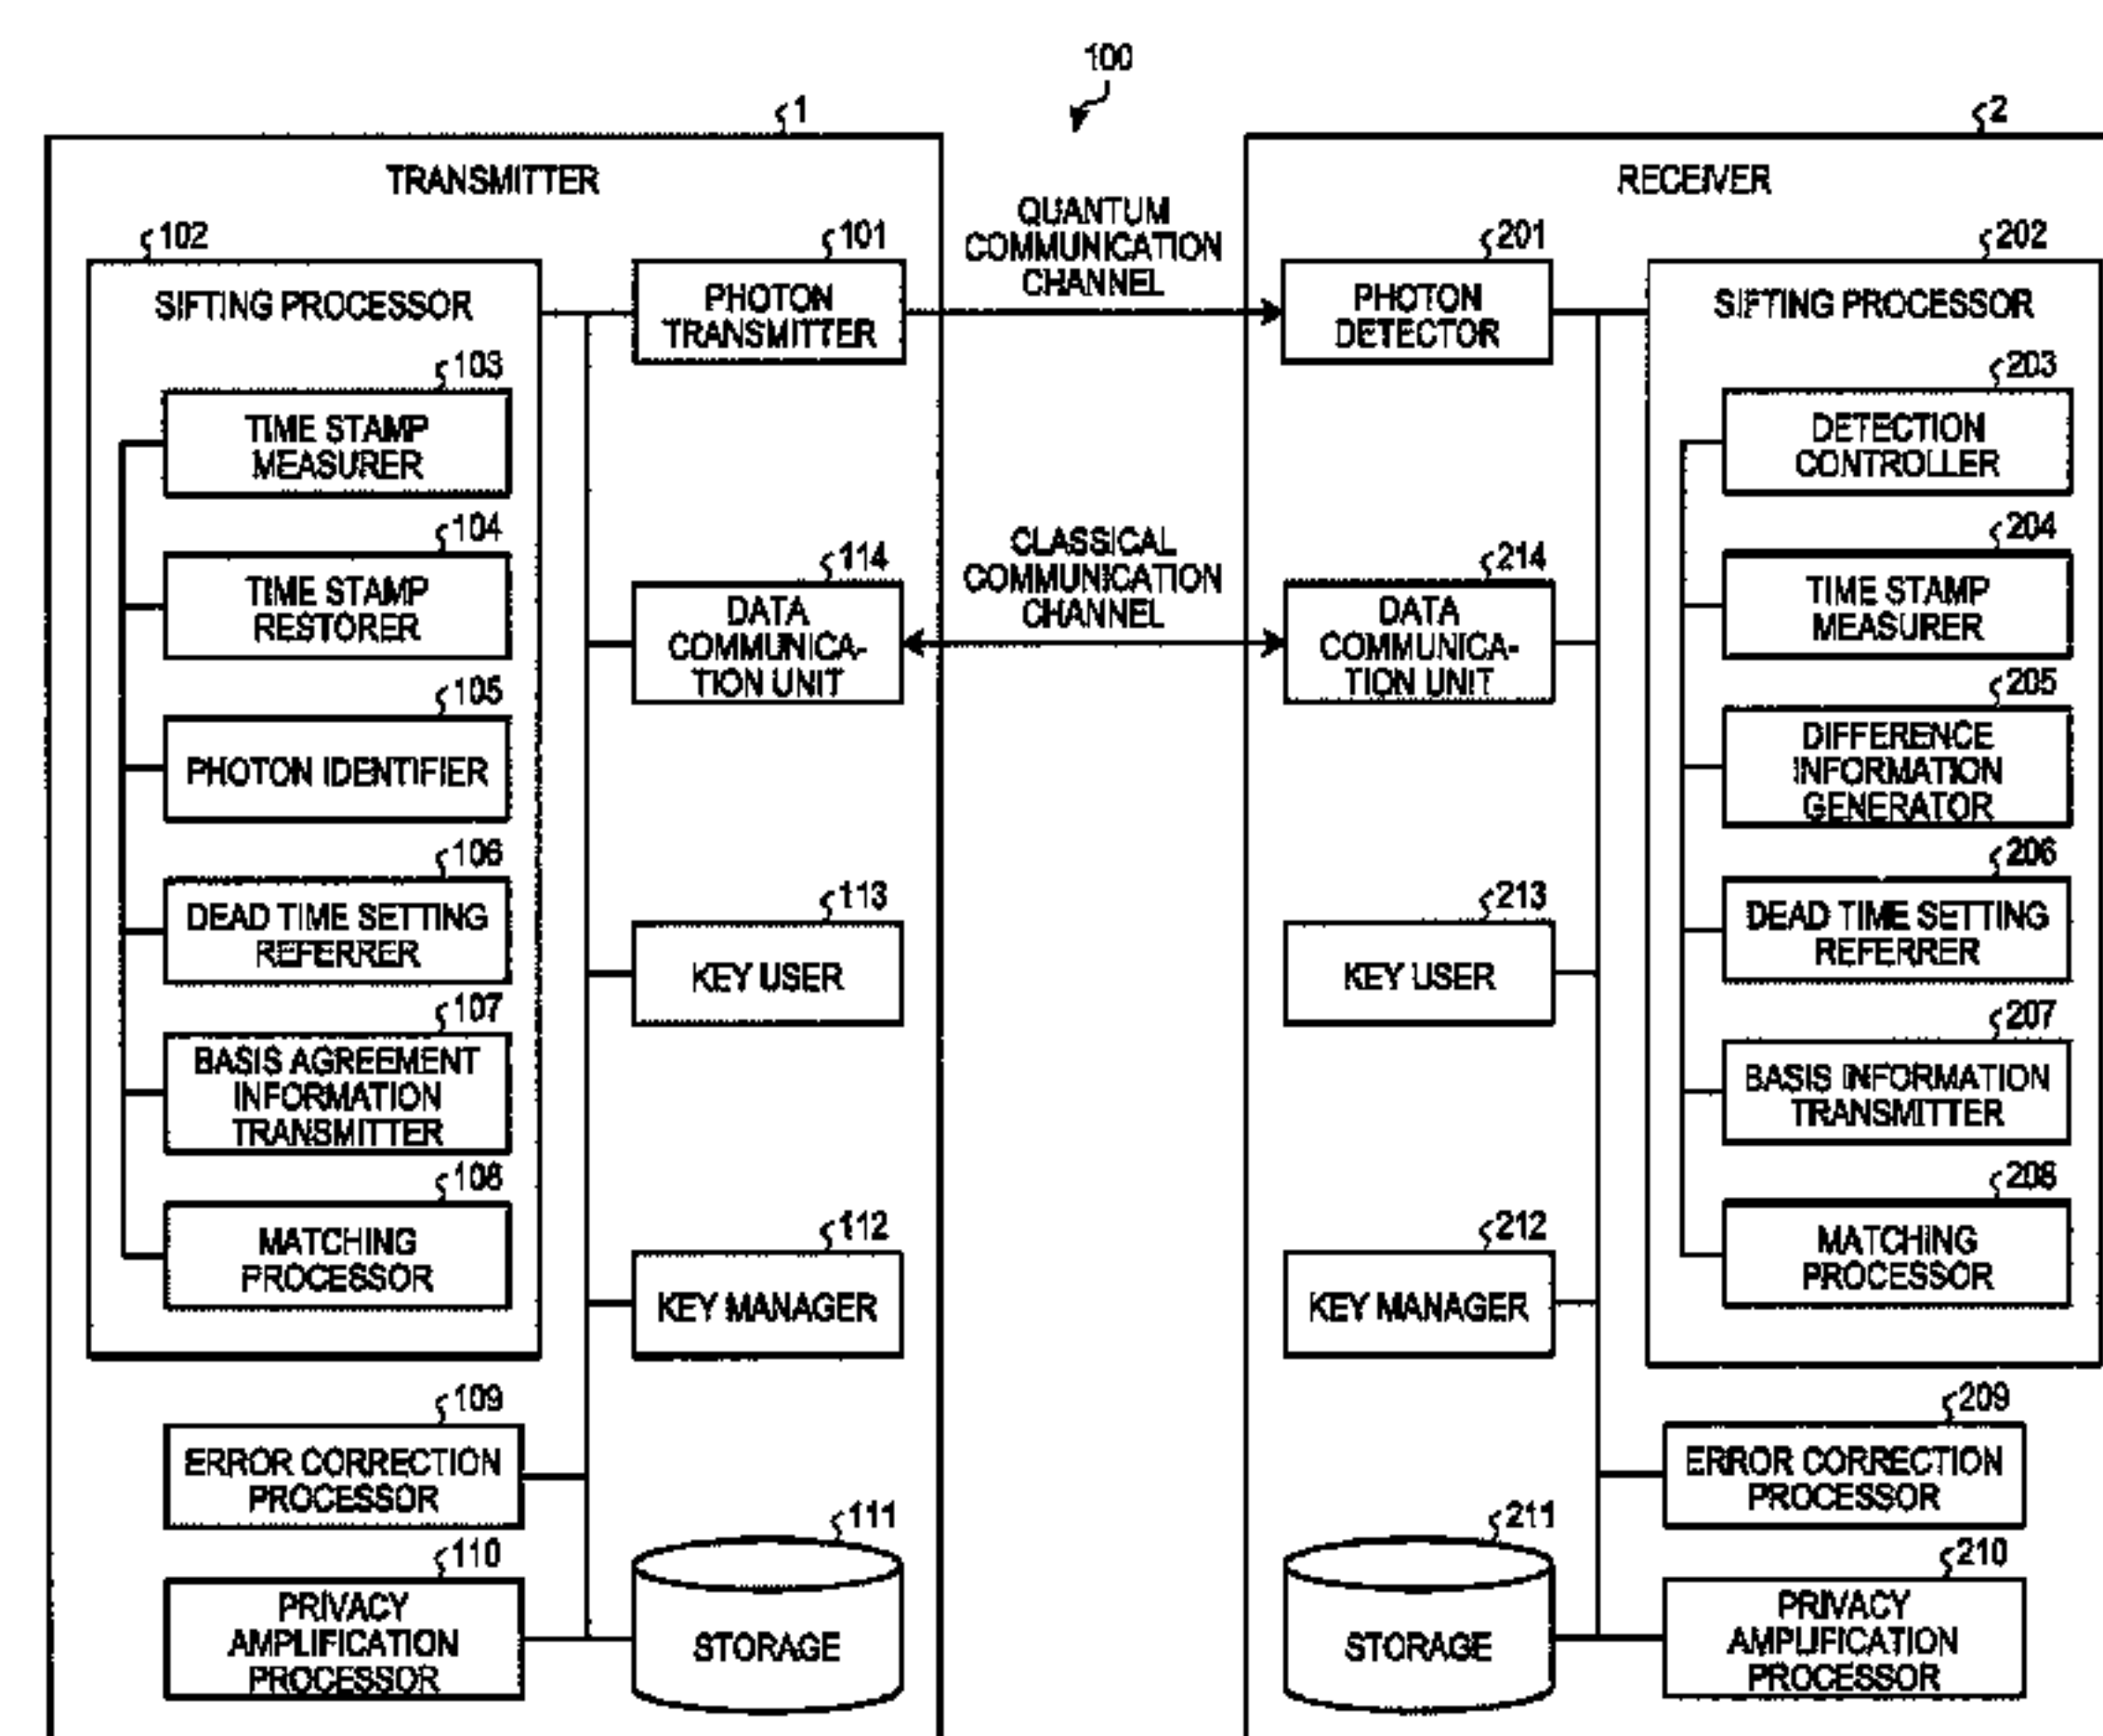 100
1
TRANSMITTER
102
SIFTING PROCESSOR
103
TIME STAMP
MEASURER
104
TIME STAMP
RESTORER
105
PHOTON IDENTIFIER
106
DEAD TIME SETTING
REFERRER
107
BASIS AGREEMENT
INFORMATION
TRANSMITTER
108
MATCHING
PROCESSOR
109
ERROR CORRECTION
PROCESSOR
110
PRIVACY
AMPLIFICATION
PROCESSOR
101
PHOTON
TRANSMITTER
114
DATA
COMMUNICA-
TION UNIT
113
KEY USER
112
KEY MANAGER
111
STORAGE
QUANTUM
COMMUNICATION
CHANNEL
CLASSICAL
COMMUNICATION
CHANNEL
2
RECEIVER
201
PHOTON
DETECTOR
214
DATA
COMMUNICA-
TION UNIT
213
KEY USER
212
KEY MANAGER
211
STORAGE
202
SIFTING PROCESSOR
203
DETECTION
CONTROLLER
204
TIME STAMP
MEASURER
205
DIFFERENCE
INFORMATION
GENERATOR
206
DEAD TIME SETTING
REFERRER
207
BASIS INFORMATION
TRANSMITTER
208
MATCHING
PROCESSOR
209
ERROR CORRECTION
PROCESSOR
210
PRIVACY
AMPLIFICATION
PROCESSOR